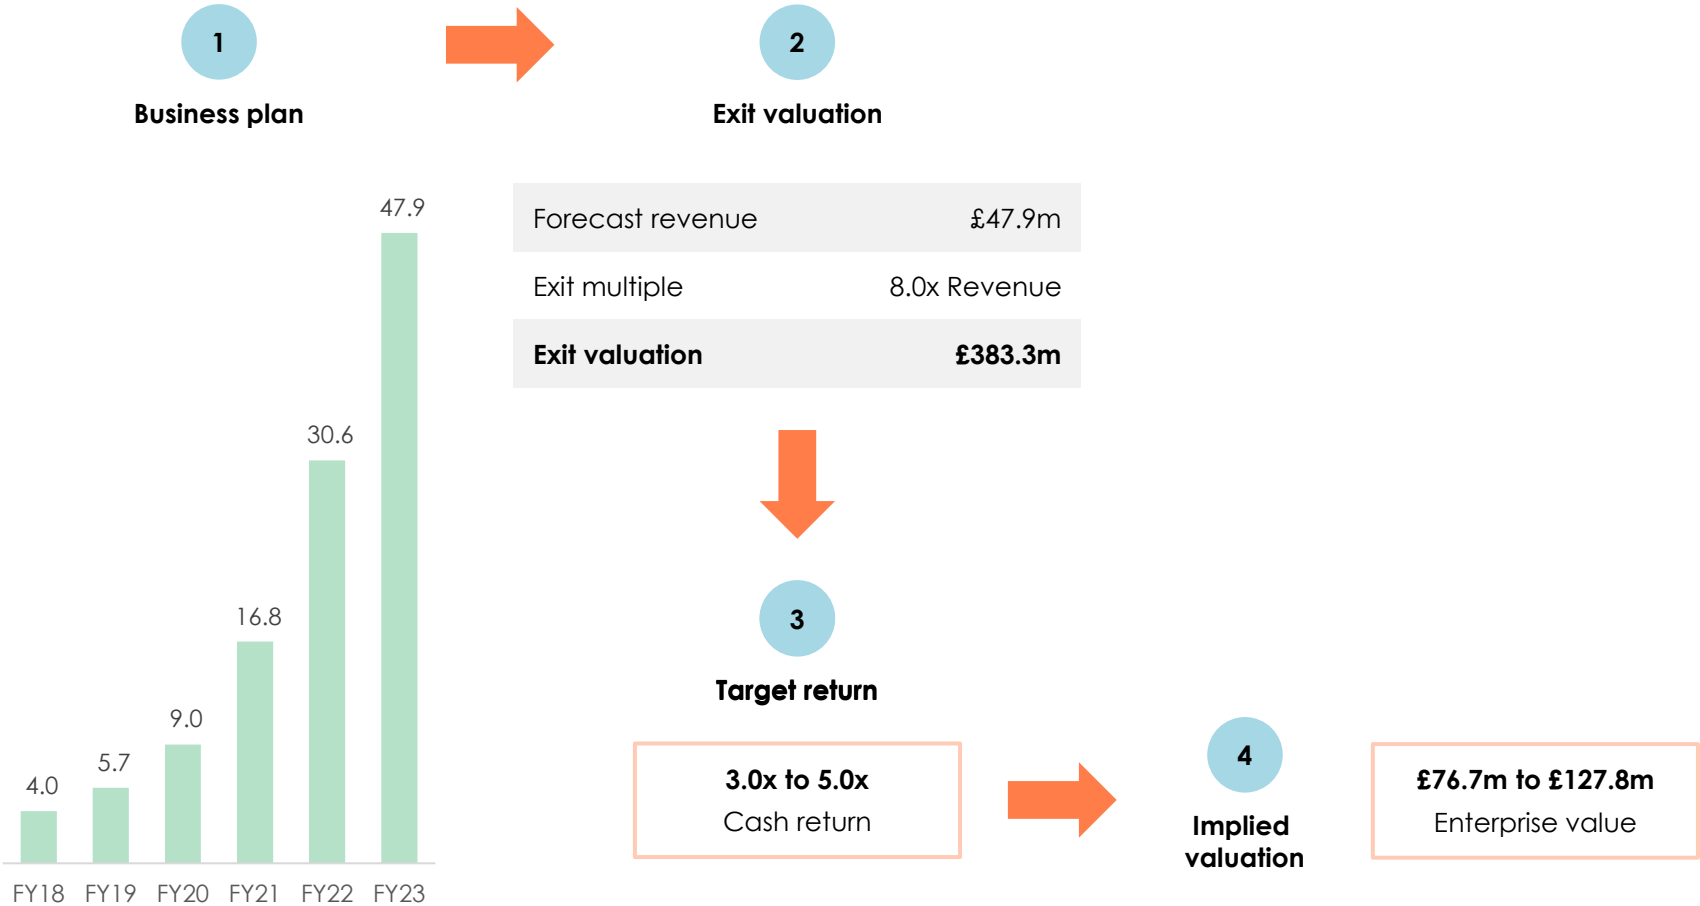 1
Business plan
47.9
30.6
16.8
9.0
5.7
4.0
FY18 FY19 FY20 FY21 FY22 FY23
2
Exit valuation
Forecast revenue £47.9m
Exit multiple 8.0x Revenue
Exit valuation £383.3m
3
Target return
3.0x to 5.0x
Cash return
4
Implied
valuation
£76.7m to £127.8m
Enterprise value